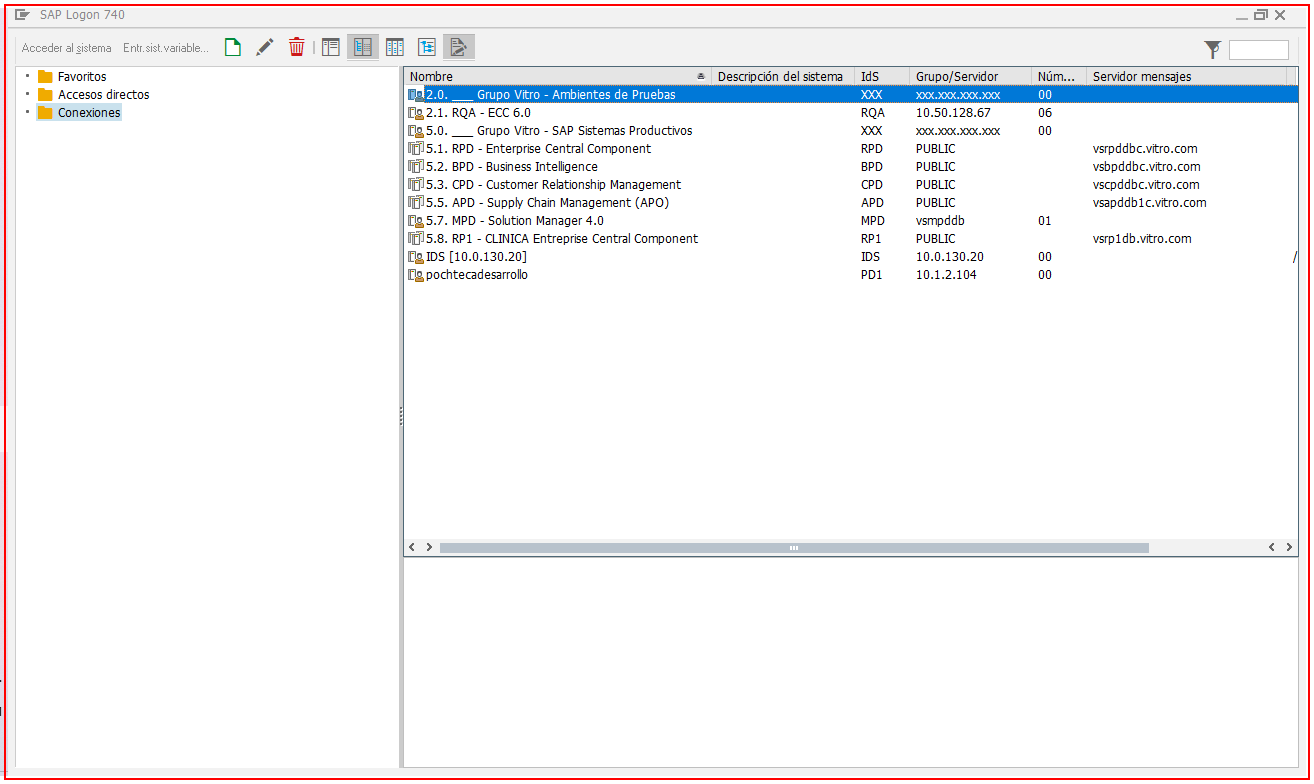 SAP Logon 740
Acceder al sistema Entr.sist.variable...
Favoritos
Accesos directos
Conexiones
Nombre Descripción del sistema IdS Grupo/Servidor Núm... Servidor mensajes
2.0. ___ Grupo Vitro - Ambientes de Pruebas XXX xxx.xxx.xxx.xxx 00
2.1. RQA - ECC 6.0 RQA 10.50.128.67 06
5.0. ___ Grupo Vitro - SAP Sistemas Productivos XXX xxx.xxx.xxx.xxx 00
5.1. RPD - Enterprise Central Component RPD PUBLIC vsrpddbc.vitro.com
5.2. BPD - Business Intelligence BPD PUBLIC vsbpddbc.vitro.com
5.3. CPD - Customer Relationship Management CPD PUBLIC vscpddbc.vitro.com
5.5. APD - Supply Chain Management (APO) APD PUBLIC vsapddb1c.vitro.com
5.7. MPD - Solution Manager 4.0 MPD vsmpddb 01
5.8. RP1 - CLINICA Entreprise Central Component RP1 PUBLIC vsrp1db.vitro.com
IDS [10.0.130.20] IDS 10.0.130.20 00 /
pochtecadesarrollo PD1 10.1.2.104 00